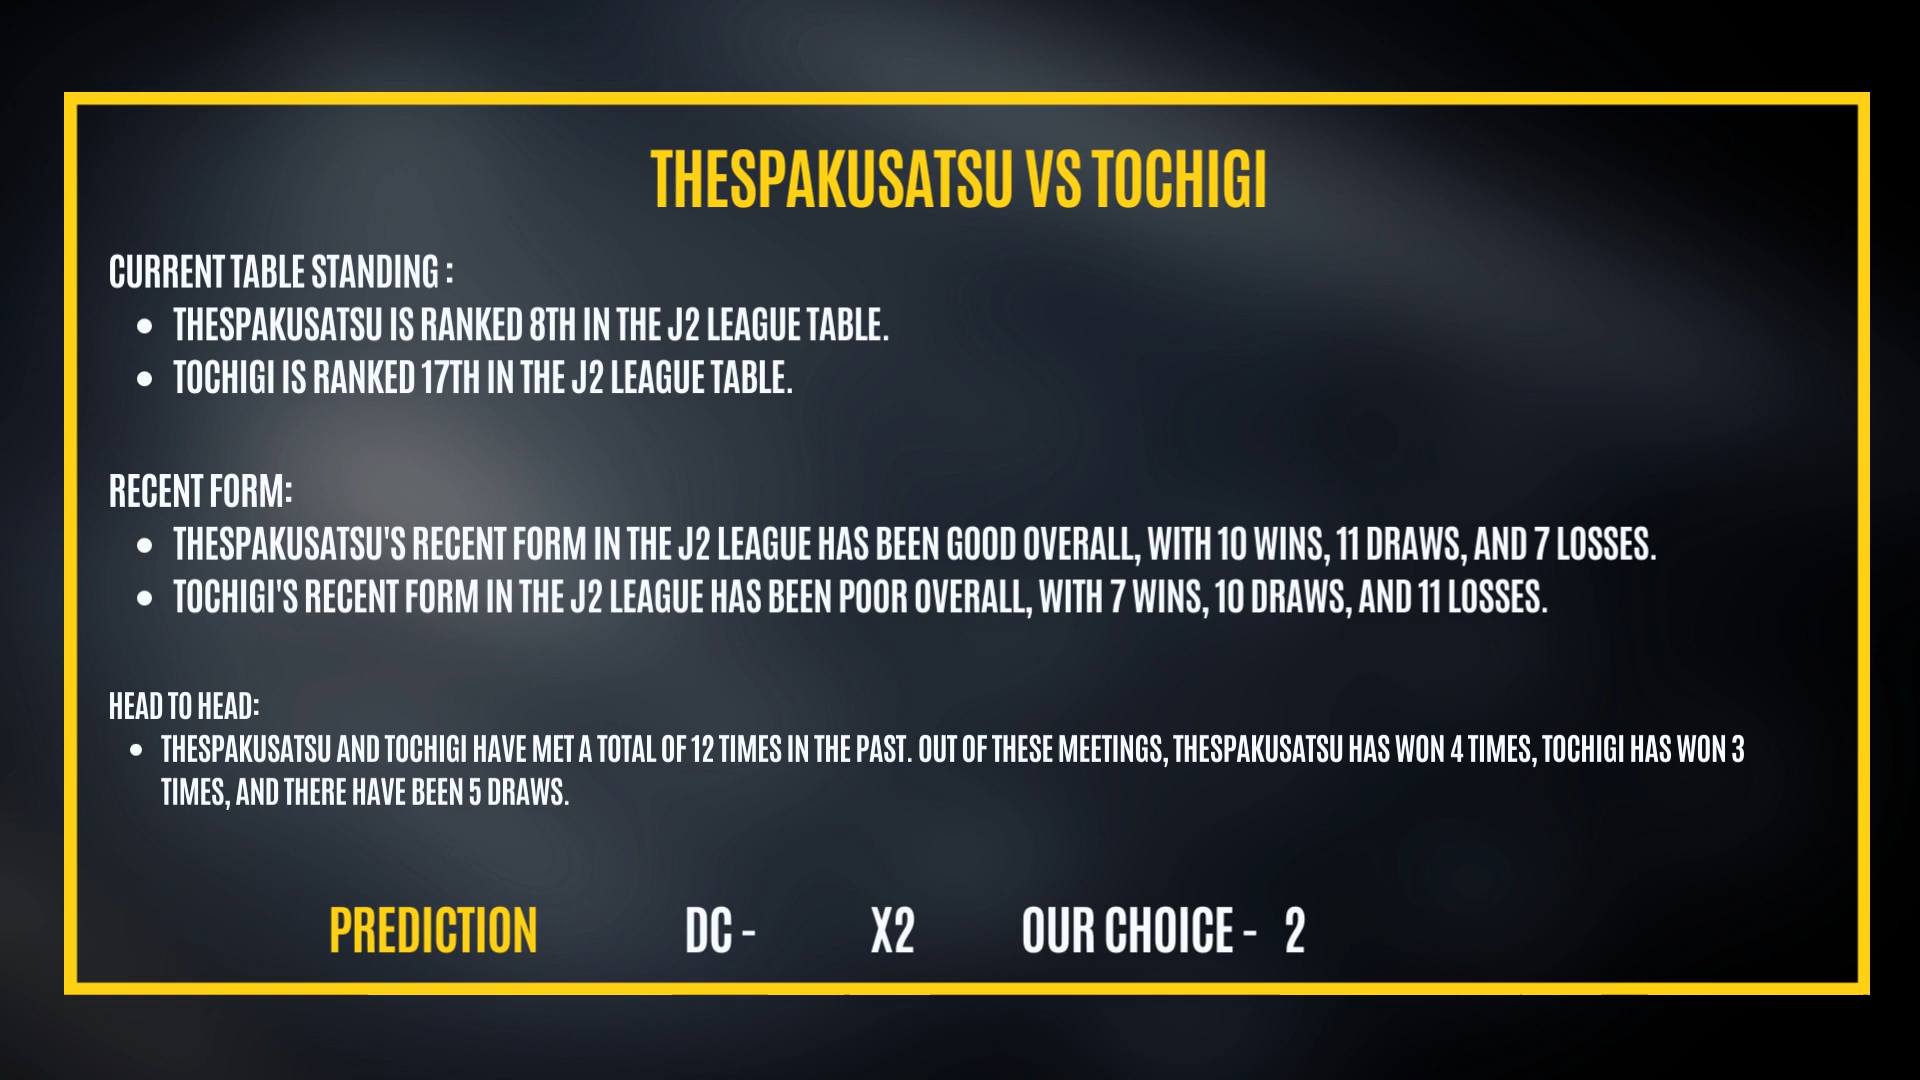 THESPAKUSATSU VS TOCHIGI
CURRENT TABLE STANDING :
• THESPAKUSATSU IS RANKED 8TH IN THE J2 LEAGUE TABLE.
• TOCHIGI IS RANKED 17TH IN THE J2 LEAGUE TABLE.
RECENT FORM:
• THESPAKUSATSU'S RECENT FORM IN THE J2 LEAGUE HAS BEEN GOOD OVERALL, WITH 10 WINS, 11 DRAWS, AND 7 LOSSES.
• TOCHIGI'S RECENT FORM IN THE J2 LEAGUE HAS BEEN POOR OVERALL, WITH 7 WINS, 10 DRAWS, AND 11 LOSSES.
HEAD TO HEAD:
• THESPAKUSATSU AND TOCHIGI HAVE MET A TOTAL OF 12 TIMES IN THE PAST. OUT OF THESE MEETINGS, THESPAKUSATSU HAS WON 4 TIMES, TOCHIGI HAS WON 3
TIMES, AND THERE HAVE BEEN 5 DRAWS.
PREDICTION DC - X2 OUR CHOICE - 2